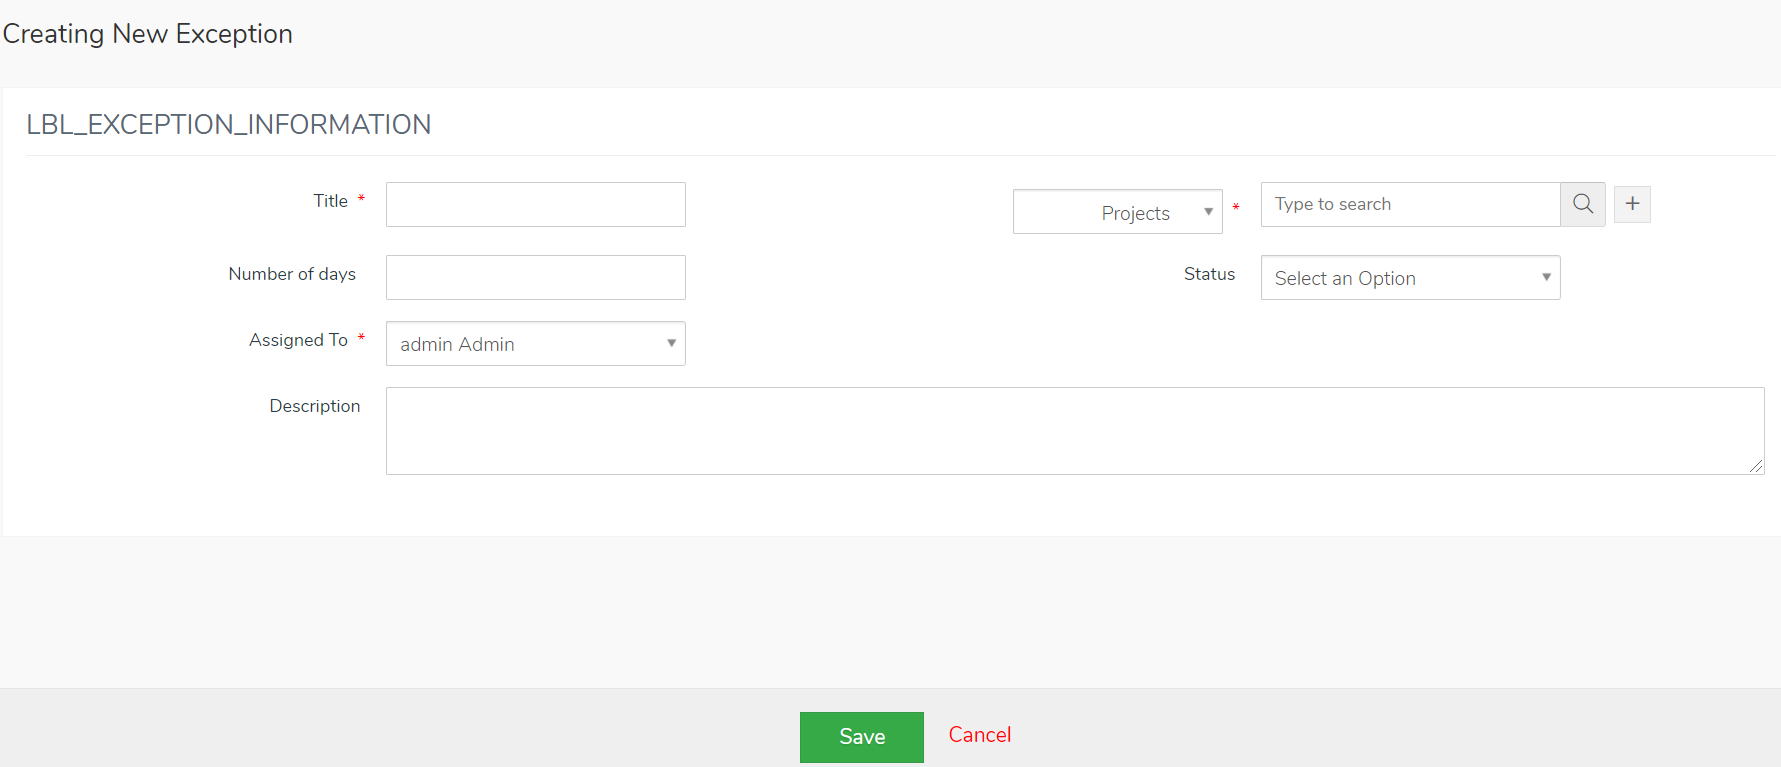 Creating New Exception
LBL_EXCEPTION_INFORMATION
Title *
Projects * Type to search +
Number of days
Status Select an Option
Assigned To * admin Admin
Description
Save Cancel